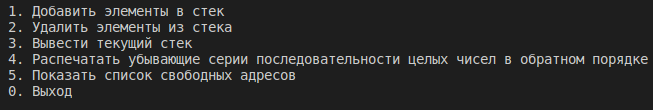 1. Добавить элементы в стек
2. Удалить элементы из стека
3. Вывести текущий стек
4. Распечатать убывающие серии последовательности целых чисел в обратном порядке
5. Показать список свободных адресов
0. Выход